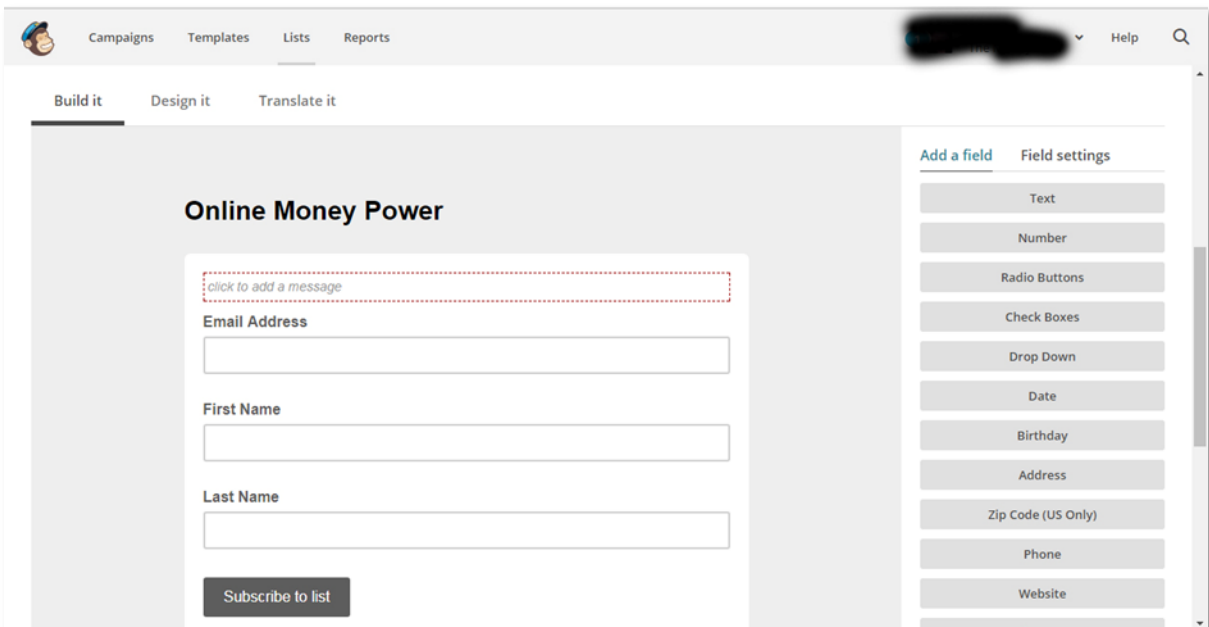 Campaigns Templates Lists Reports Help
Build it Design it Translate it
Add a field Field settings
Online Money Power
click to add a message
Email Address
First Name
Last Name
Subscribe to list
Text
Number
Radio Buttons
Check Boxes
Drop Down
Date
Birthday
Address
Zip Code (US Only)
Phone
Website